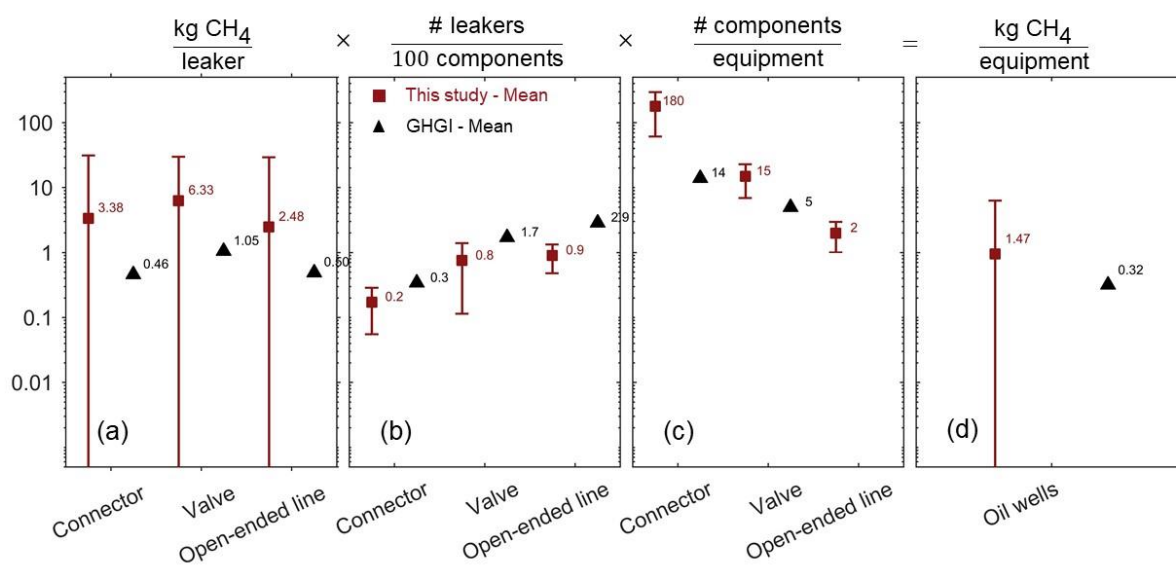 kg CH4 / leaker × # leakers / 100 components × # components / equipment = kg CH4 / equipment
100
10
1
0.1
0.01
This study - Mean
GHGI - Mean
3.38
0.46
6.33
1.05
2.48
0.50
(a)
Connector
Valve
Open-ended line
0.2
0.3
0.8
1.7
0.9
2.9
(b)
Connector
Valve
Open-ended line
180
14
15
5
2
(c)
Connector
Valve
Open-ended line
1.47
0.32
(d)
Oil wells